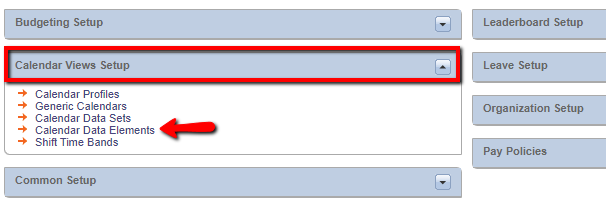 Budgeting Setup
Calendar Views Setup
Calendar Profiles
Generic Calendars
Calendar Data Sets
Calendar Data Elements
Shift Time Bands
Common Setup
Leaderboard Setup
Leave Setup
Organization Setup
Pay Policies